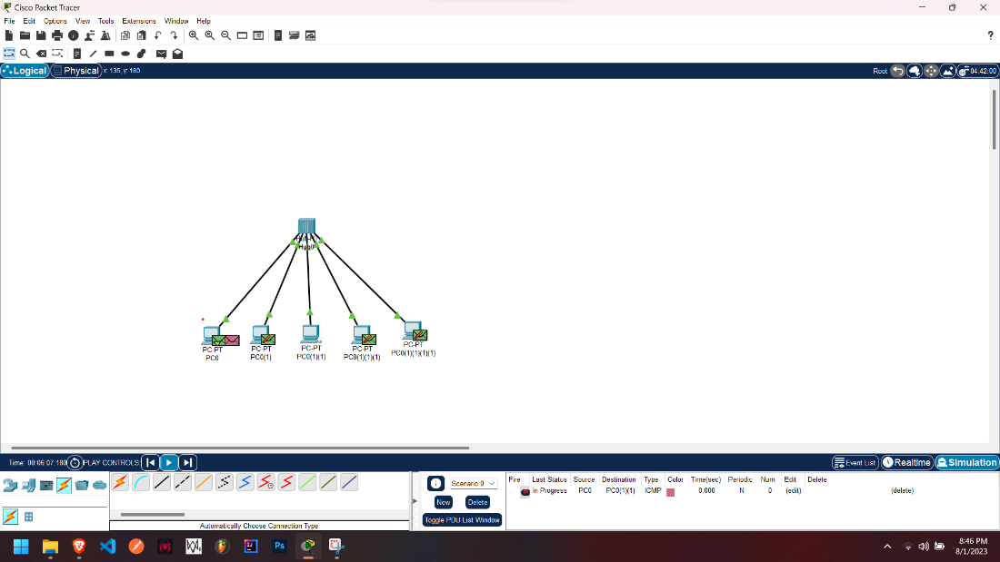 Cisco Packet Tracer
File Edit Options View Tools Extensions Window Help
Logical Physical x: 135, y: 180 Root 04:42:00
Hub0
PC-PT
PC0
PC-PT
PC0(1)
PC-PT
PC0(1)(1)
PC-PT
PC0(1)(1)(1)
PC-PT
PC0(1)(1)(1)(1)
Time: 00:06:07.180 PLAY CONTROLS: Event List Realtime Simulation
Scenario 0
New Delete
Toggle PDU List Window
Fire Last Status Source Destination Type Color Time(sec) Periodic Num Edit Delete
In Progress PC0 PC0(1)(1) ICMP 0.000 N 0 (edit) (delete)
Automatically Choose Connection Type
8:46 PM
8/1/2023